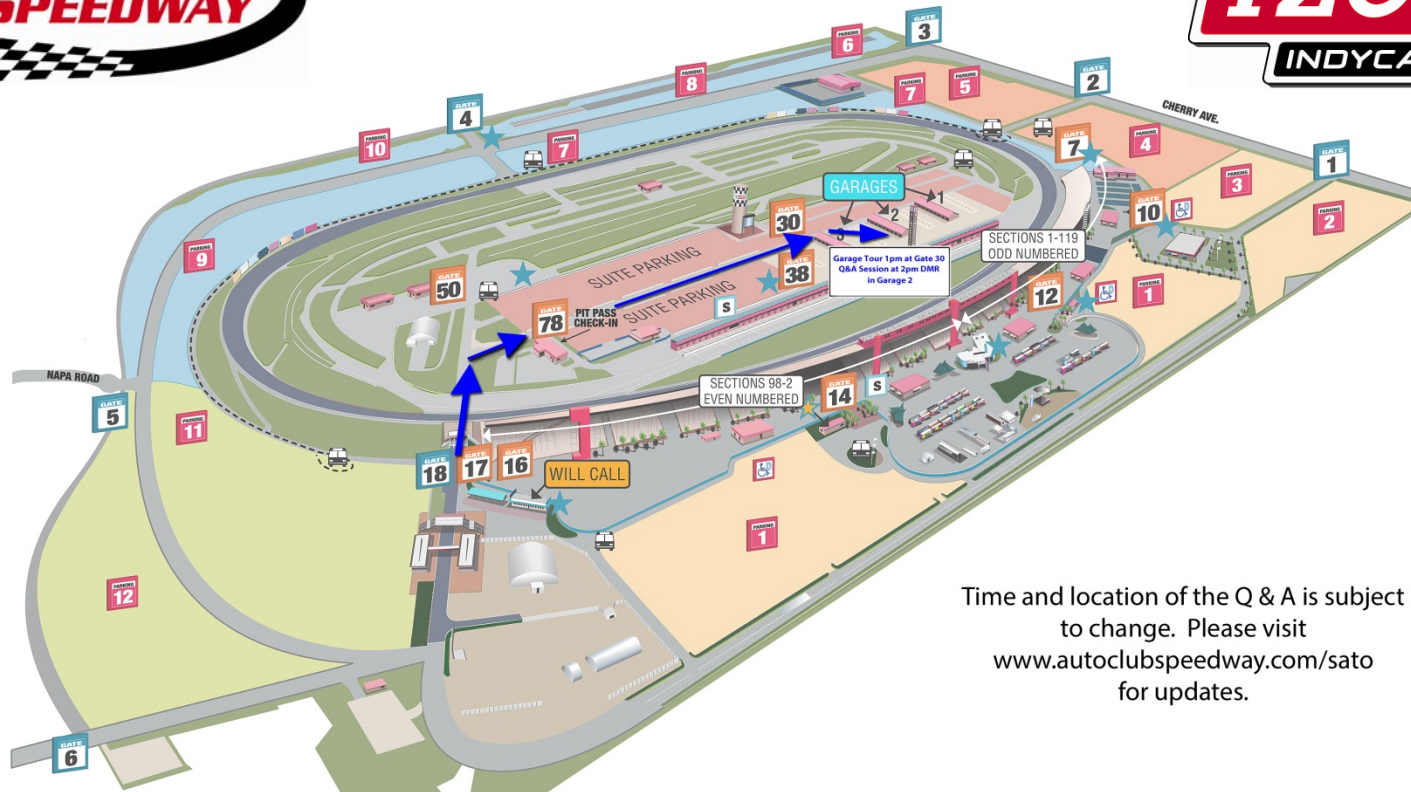 SPEEDWAY
INDYCA
GATE
3
PARKING
6
GATE
2
PARKING
8
PARKING
7
PARKING
5
CHERRY AVE.
GATE
4
PARKING
10
PARKING
7
GATE
7
PARKING
4
GATE
1
PARKING
3
GARAGES
1
2
3
GATE
30
GATE
10
PARKING
2
PARKING
9
SECTIONS 1-119
ODD NUMBERED
SUITE PARKING
Garage Tour 1pm at Gate 30
Q&A Session at 2pm DMR
in Garage 2
GATE
38
GATE
50
SUITE PARKING
GATE
12
PARKING
1
S
GATE
78
PIT PASS
CHECK-IN
NAPA ROAD
GATE
5
SECTIONS 98-2
EVEN NUMBERED
GATE
14
S
PARKING
11
GATE
18
GATE
17
GATE
16
WILL CALL
PARKING
1
PARKING
12
GATE
6
Time and location of the Q & A is subject
to change. Please visit
www.autoclubspeedway.com/sato
for updates.